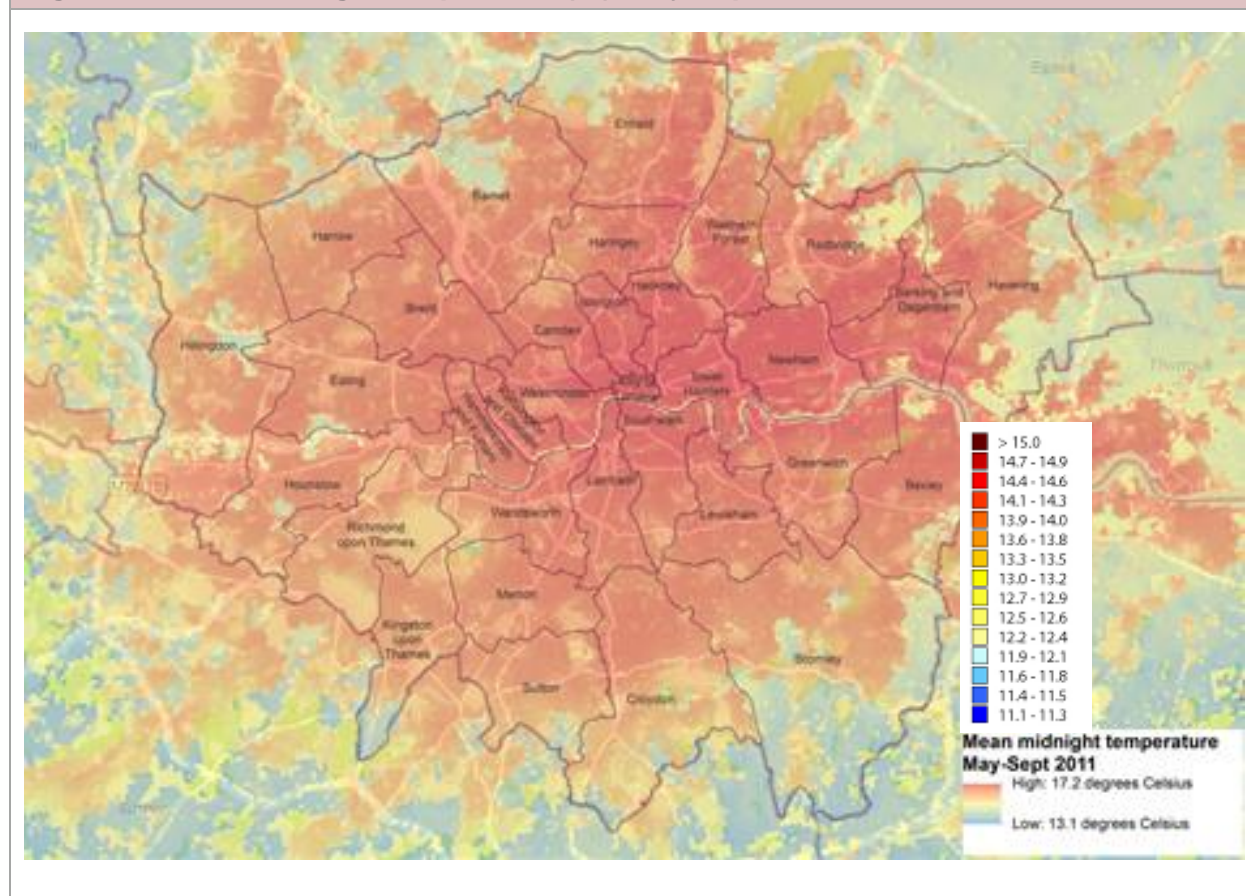 Enfield
Barnet
Harrow
Haringey
Waltham
Forest
Redbridge
Havering
Barking and
Dagenham
Hackney
Islington
Brent
Camden
Hillingdon
Ealing
Newham
Tower
Hamlets
Westminster
Southwark
Greenwich
Hounslow
Lambeth
Bexley
Richmond
upon Thames
Wandsworth
Lewisham
Merton
Kingston
upon
Thames
Bromley
Sutton
Croydon
> 15.0
14.7 - 14.9
14.4 - 14.6
14.1 - 14.3
13.9 - 14.0
13.6 - 13.8
13.3 - 13.5
13.0 - 13.2
12.7 - 12.9
12.5 - 12.6
12.2 - 12.4
11.9 - 12.1
11.6 - 11.8
11.4 - 11.5
11.1 - 11.3
Mean midnight temperature
May-Sept 2011
High: 17.2 degrees Celsius
Low: 13.1 degrees Celsius